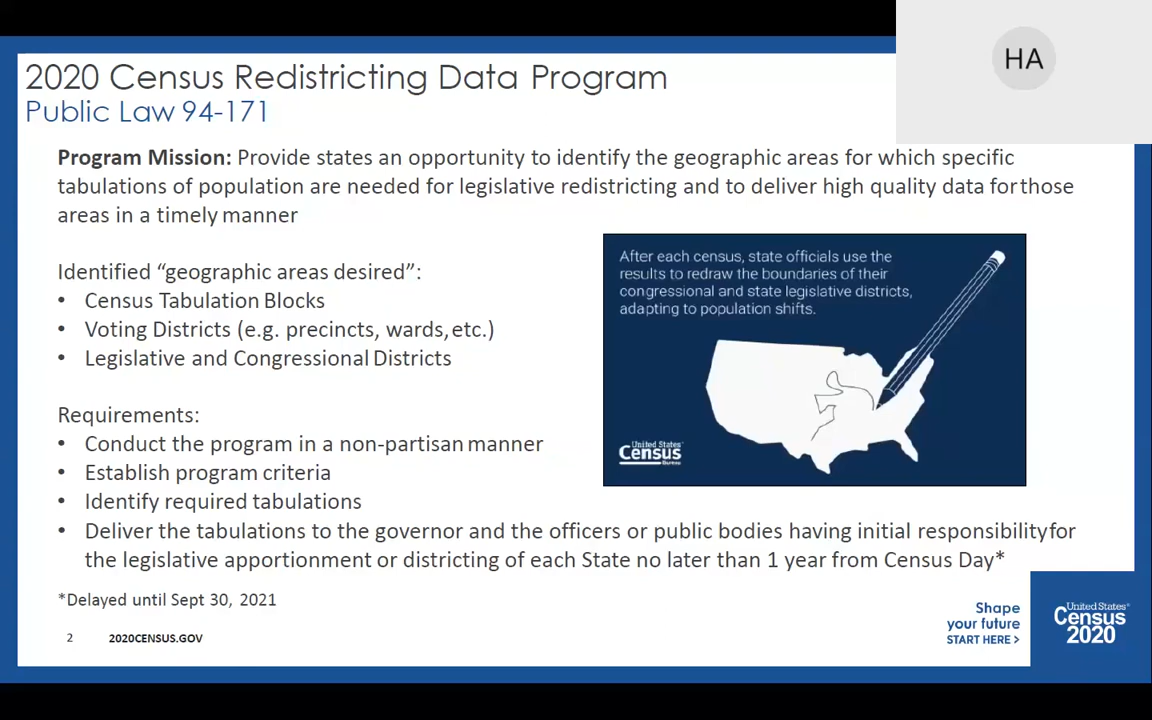 HA
2020 Census Redistricting Data Program
Public Law 94-171
Program Mission: Provide states an opportunity to identify the geographic areas for which specific
tabulations of population are needed for legislative redistricting and to deliver high quality data for those
areas in a timely manner
Identified “geographic areas desired”:
• Census Tabulation Blocks
• Voting Districts (e.g. precincts, wards, etc.)
• Legislative and Congressional Districts
After each census, state officials use the
results to redraw the boundaries of their
congressional and state legislative districts,
adapting to population shifts.
United States®
Census
Bureau
Requirements:
• Conduct the program in a non-partisan manner
• Establish program criteria
• Identify required tabulations
• Deliver the tabulations to the governor and the officers or public bodies having initial responsibility for
the legislative apportionment or districting of each State no later than 1 year from Census Day*
*Delayed until Sept 30, 2021
2 2020CENSUS.GOV
Shape
your future
START HERE >
United States®
Census
2020